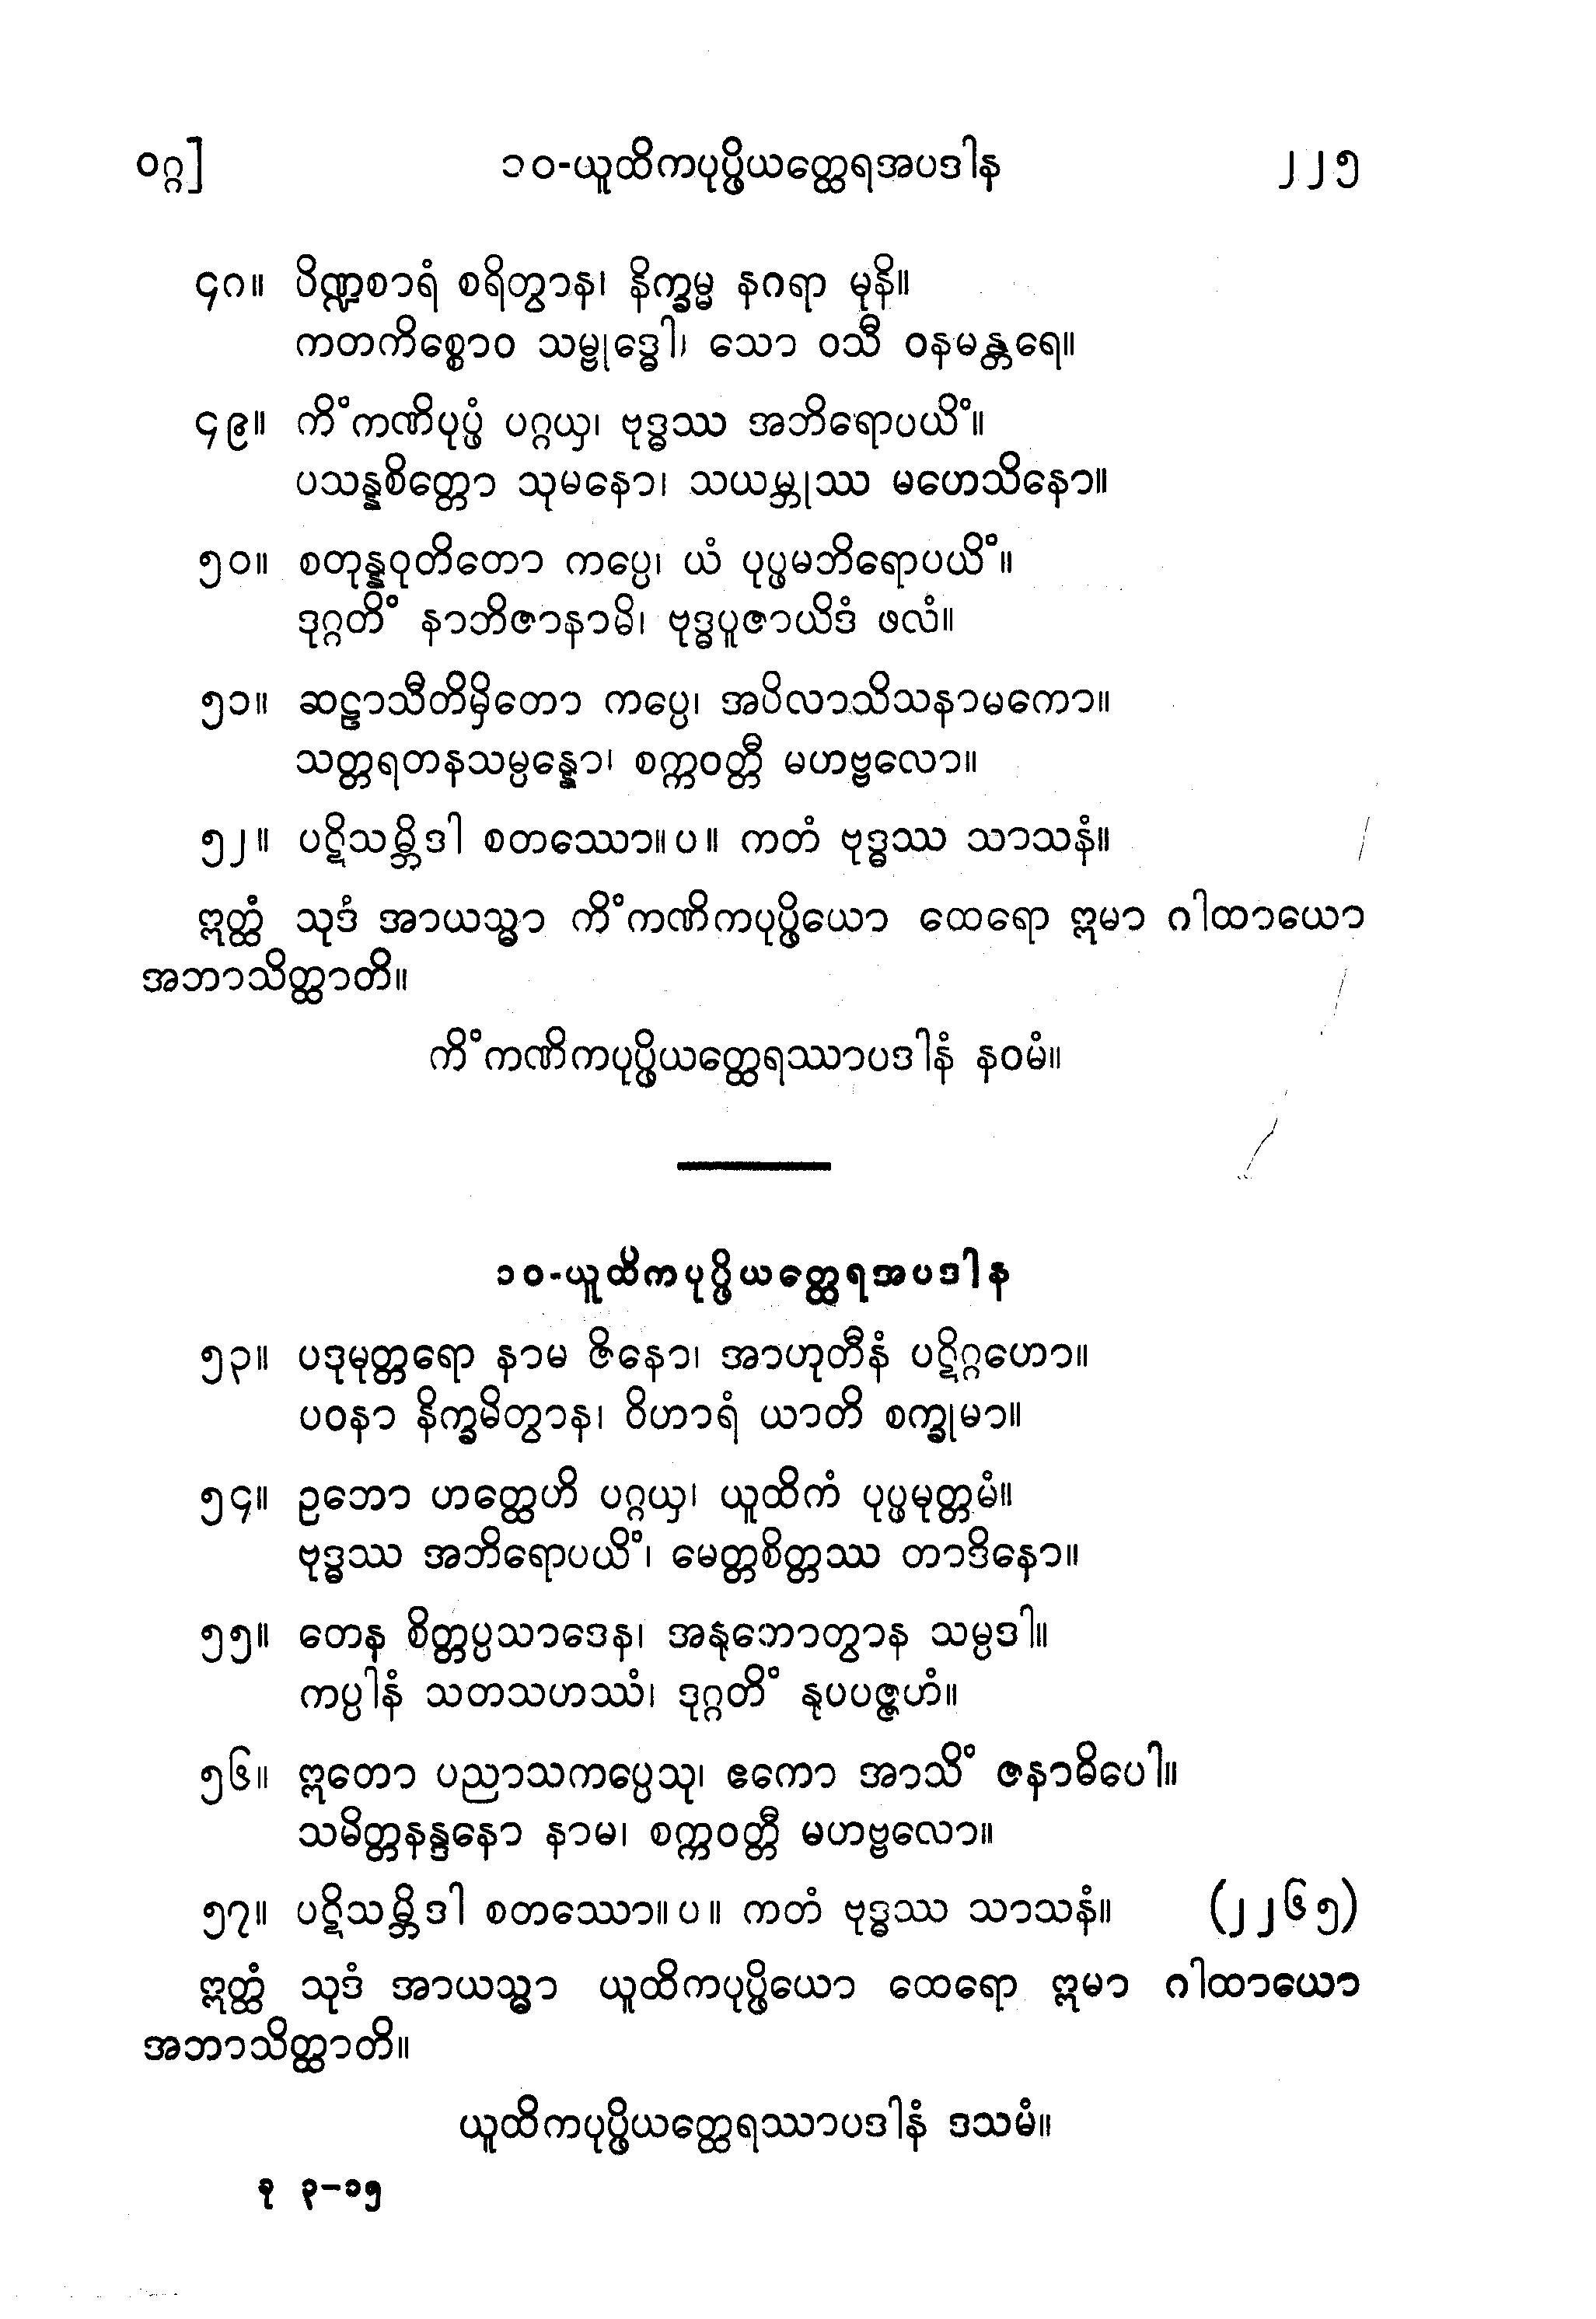 ဝဂ္ဂ]
၁၀-ယူထိကပုပ္ဖိယတ္ထေရအပဒါန
၂၂၅
၄ဂ။ ပိဏ္ဍစာရံ စရိတွာန၊ နိက္ခမ္မ နဂရာ မုနိ။
ကတကိစ္စောဝ သမ္ဗုဒ္ဓေါ၊ သော ဝသီ ဝနမန္တရေ။
၄၉။ ကိံကဏိပုပ္ဖံ ပဂ္ဂယှ၊ ဗုဒ္ဓဿ အဘိရောပယိံ။
ပသန္နစိတ္တော သုမနော၊ သယမ္ဘုဿ မဟေသိနော။
၅၀။ စတုန္နဝုတိတော ကပ္ပေ၊ ယံ ပုပ္ဖမဘိရောပယိံ။
ဒုဂ္ဂတိံ နာဘိဇာနာမိ၊ ဗုဒ္ဓပူဇာယိဒံ ဖလံ။
၅၁။ ဆဠာသီတိမှိတော ကပ္ပေ၊ အပိလာသိသနာမကော။
သတ္တရတနသမ္ပန္နော၊ စက္ကဝတ္တီ မဟဗ္ဗလော။
၅၂။ ပဋိသမ္ဘိဒါ စတဿော။ပ။ ကတံ ဗုဒ္ဓဿ သာသနံ။
ဣတ္ထံ သုဒံ အာယသ္မာ ကိံကဏိကပုပ္ဖိယော ထေရော ဣမာ ဂါထာယော
အဘာသိတ္ထာတိ။
ကိံကဏိကပုပ္ဖိယတ္ထေရဿာပဒါနံ နဝမံ။
၁၀-ယူထိကပုပ္ဖိယတ္ထေရအပဒါန
၅၃။ ပဒုမုတ္တရော နာမ ဇိနော၊ အာဟုတီနံ ပဋိဂ္ဂဟော။
ပဝနာ နိက္ခမိတွာန၊ ဝိဟာရံ ယာတိ စက္ခုမာ။
၅၄။ ဥဘော ဟတ္ထေဟိ ပဂ္ဂယှ၊ ယူထိကံ ပုပ္ဖမုတ္တမံ။
ဗုဒ္ဓဿ အဘိရောပယိံ၊ မေတ္တစိတ္တဿ တာဒိနော။
၅၅။ တေန စိတ္တပ္ပသာဒေန၊ အနုဘောတွာန သမ္ပဒါ။
ကပ္ပါနံ သတသဟဿံ၊ ဒုဂ္ဂတိံ နုပပဇ္ဇဟံ။
၅၆။ ဣတော ပညာသကပ္ပေသု၊ ဧကော အာသိံ ဇနာဓိပေါ။
သမိတ္တနန္ဒနော နာမ၊ စက္ကဝတ္တီ မဟဗ္ဗလော။
၅၇။ ပဋိသမ္ဘိဒါ စတဿော။ပ။ ကတံ ဗုဒ္ဓဿ သာသနံ။ (၂၂၆၅)
ဣတ္ထံ သုဒံ အာယသ္မာ ယူထိကပုပ္ဖိယော ထေရော ဣမာ ဂါထာယော
အဘာသိတ္ထာတိ။
ယူထိကပုပ္ဖိယတ္ထေရဿာပဒါနံ ဒသမံ။
ခု ၃-၁၅